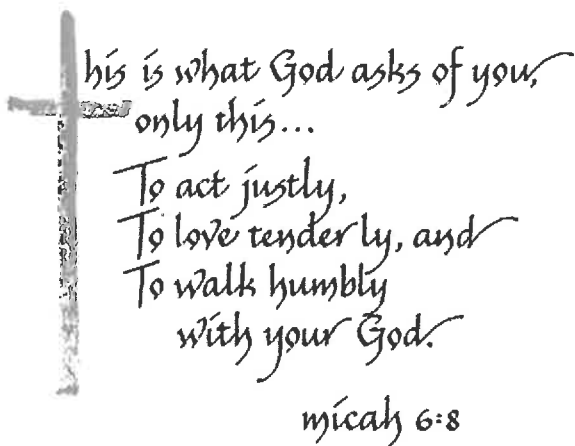 This is what God asks of you,
only this...
To act justly,
To love tenderly, and
To walk humbly
with your God.
micah 6:8